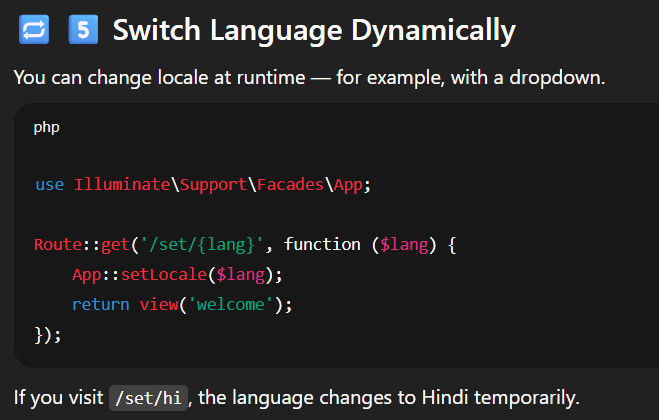 🔁 5️⃣ Switch Language Dynamically
You can change locale at runtime — for example, with a dropdown.
php
use Illuminate\Support\Facades\App;
Route::get('/set/{lang}', function ($lang) {
    App::setLocale($lang);
    return view('welcome');
});
If you visit /set/hi, the language changes to Hindi temporarily.